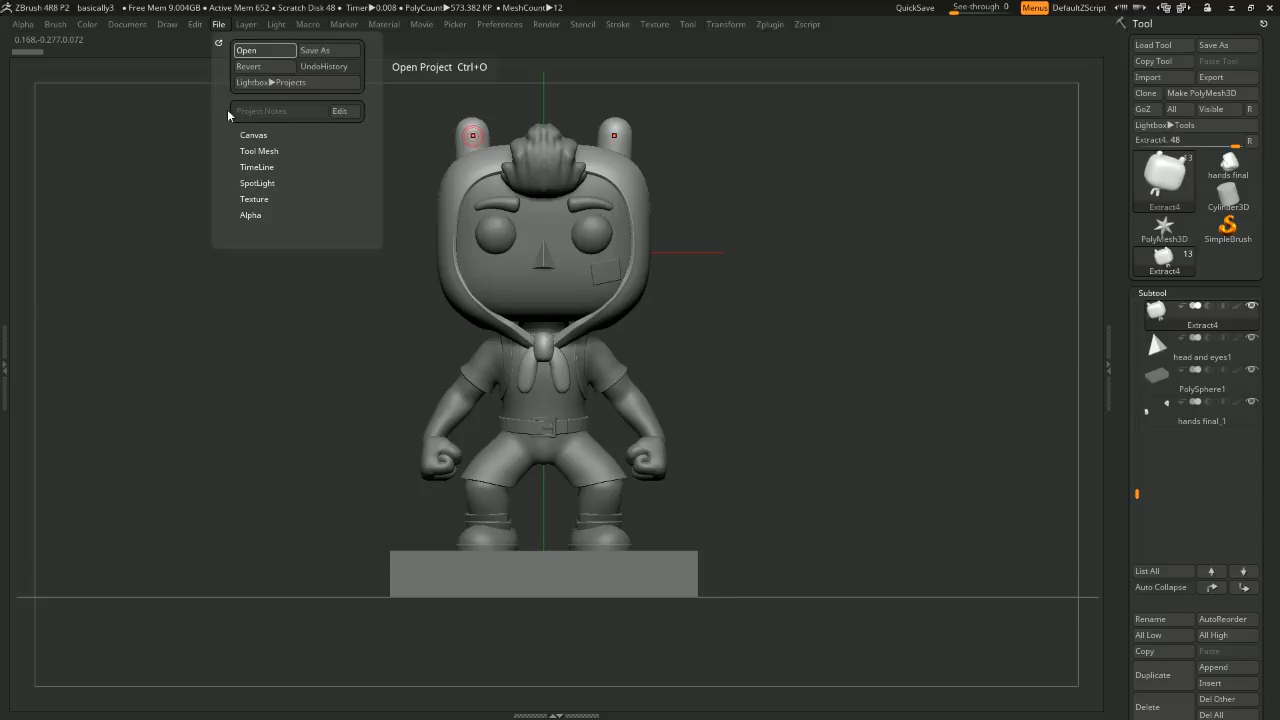 ZBrush 4R8 P2 basically3 ● Free Mem 9.004GB ● Active Mem 652 ● Scratch Disk 48 ● Timer▶0.008 ● PolyCount▶573.382 KP ● MeshCount▶12 QuickSave See-through 0 Menus DefaultZScript
Alpha Brush Color Document Draw Edit File Layer Light Macro Marker Material Movie Picker Preferences Render Stencil Stroke Texture Tool Transform Zplugin Zscript
0.168,-0.277,0.072
Open Save As
Revert UndoHistory
Lightbox▶Projects
Project Notes Edit
Canvas
Tool Mesh
TimeLine
SpotLight
Texture
Alpha
Open Project Ctrl+O
Tool
Load Tool Save As
Copy Tool Paste Tool
Import Export
Clone Make PolyMesh3D
GoZ All Visible R
Lightbox▶Tools
Extract4. 48 R
13
hands final
Extract4 Cylinder3D
PolyMesh3D SimpleBrush
13
Extract4
Subtool
Extract4
head and eyes1
PolySphere1
hands final_1
List All
Auto Collapse
Rename AutoReorder
All Low All High
Copy Paste
Duplicate Append
Insert
Delete Del Other
Del All